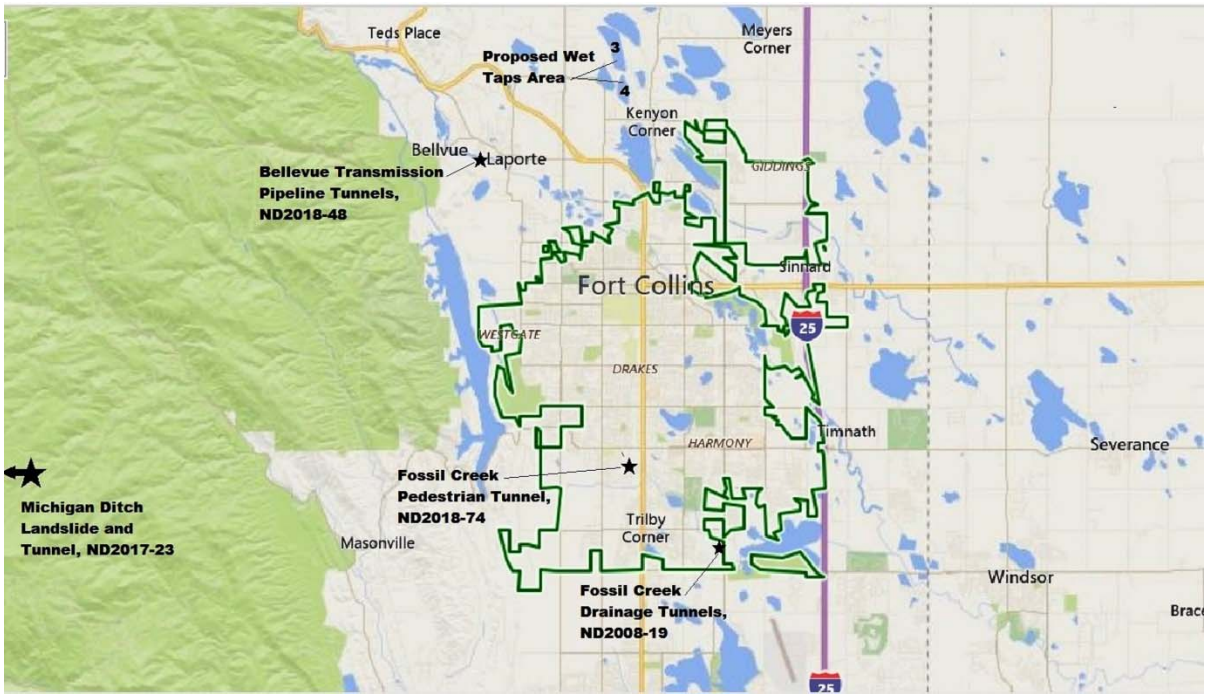 Teds Place
Meyers
Corner
Proposed Wet
Taps Area
3
4
Kenyon
Corner
Bellvue
Laporte
GIDDINGS
Bellevue Transmission
Pipeline Tunnels,
ND2018-48
Sinnard
Fort Collins
25
WESTGATE
DRAKES
Timnath
HARMONY
Severance
Fossil Creek
Pedestrian Tunnel,
ND2018-74
Michigan Ditch
Landslide and
Tunnel, ND2017-23
Trilby
Corner
Masonville
Windsor
Fossil Creek
Drainage Tunnels,
ND2008-19
Brace
25